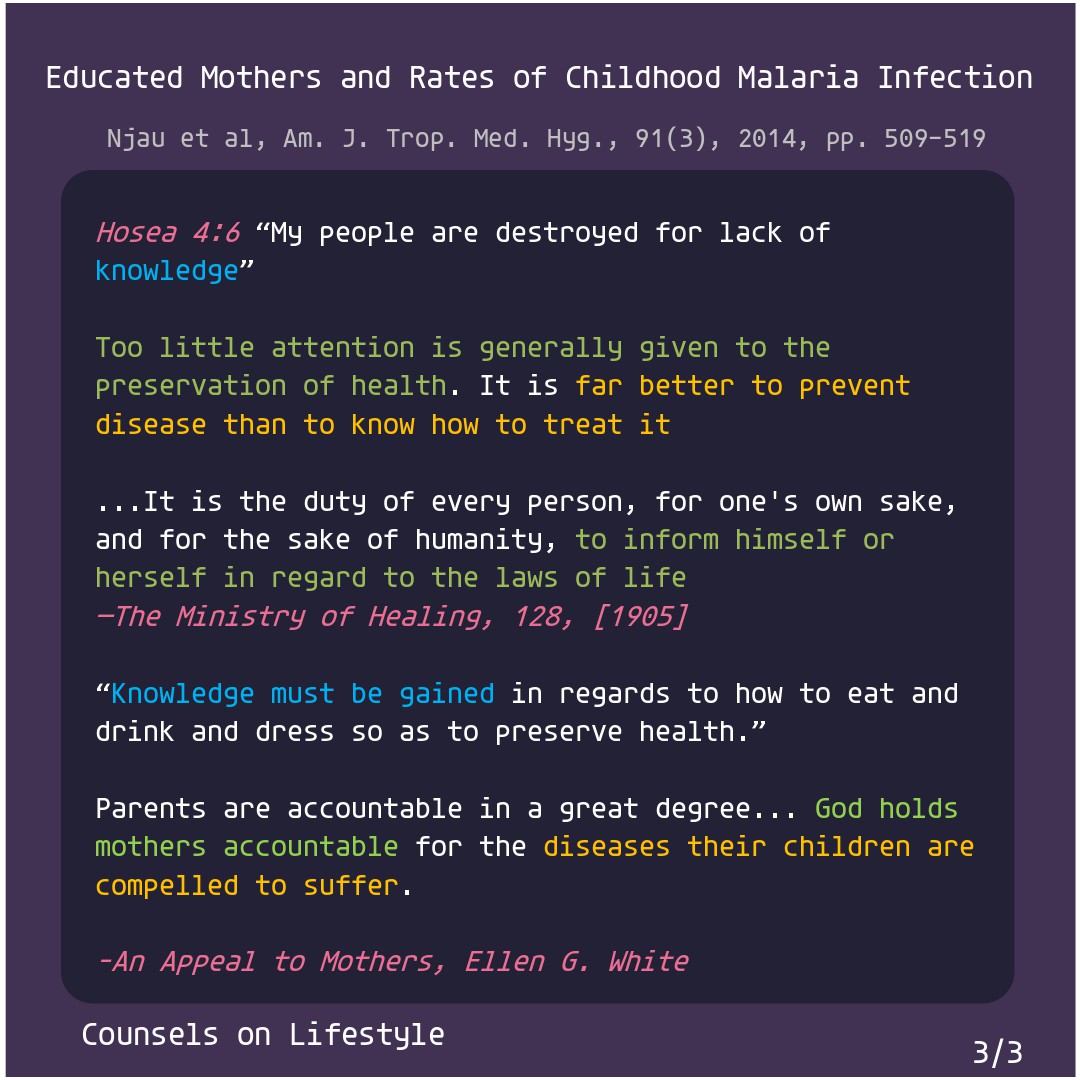 Educated Mothers and Rates of Childhood Malaria Infection
Njau et al, Am. J. Trop. Med. Hyg., 91(3), 2014, pp. 509–519
Hosea 4:6 “My people are destroyed for lack of
knowledge”
Too little attention is generally given to the
preservation of health. It is far better to prevent
disease than to know how to treat it
...It is the duty of every person, for one's own sake,
and for the sake of humanity, to inform himself or
herself in regard to the laws of life
—The Ministry of Healing, 128, [1905]
“Knowledge must be gained in regards to how to eat and
drink and dress so as to preserve health.”
Parents are accountable in a great degree... God holds
mothers accountable for the diseases their children are
compelled to suffer.
-An Appeal to Mothers, Ellen G. White
Counsels on Lifestyle
3/3